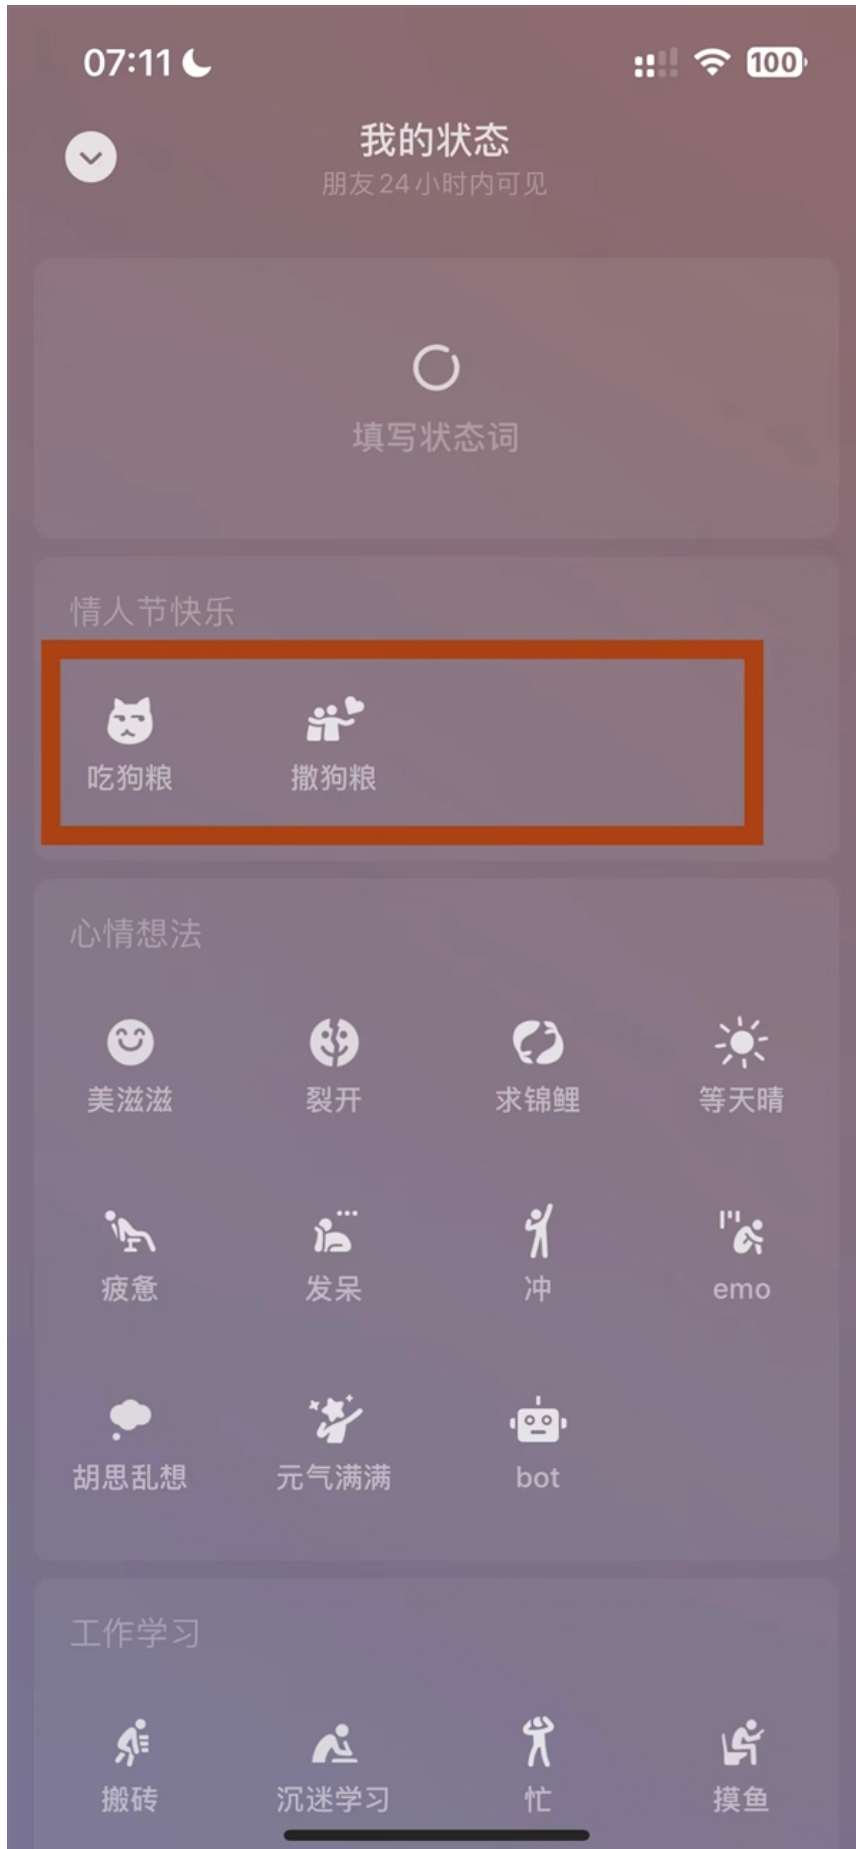 07:11
100
我的状态
朋友24小时内可见
填写状态词
情人节快乐
吃狗粮 撒狗粮
心情想法
美滋滋 裂开 求锦鲤 等天晴
疲惫 发呆 冲 emo
胡思乱想 元气满满 bot
工作学习
搬砖 沉迷学习 忙 摸鱼